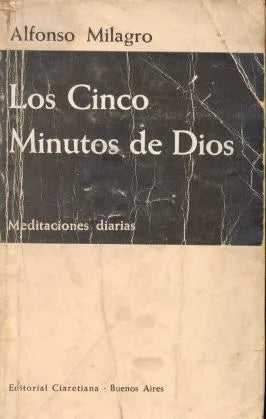 Alfonso Milagro
Los Cinco
Minutos de Dios
Meditaciones diarias
Editorial Claretiana - Buenos Aires